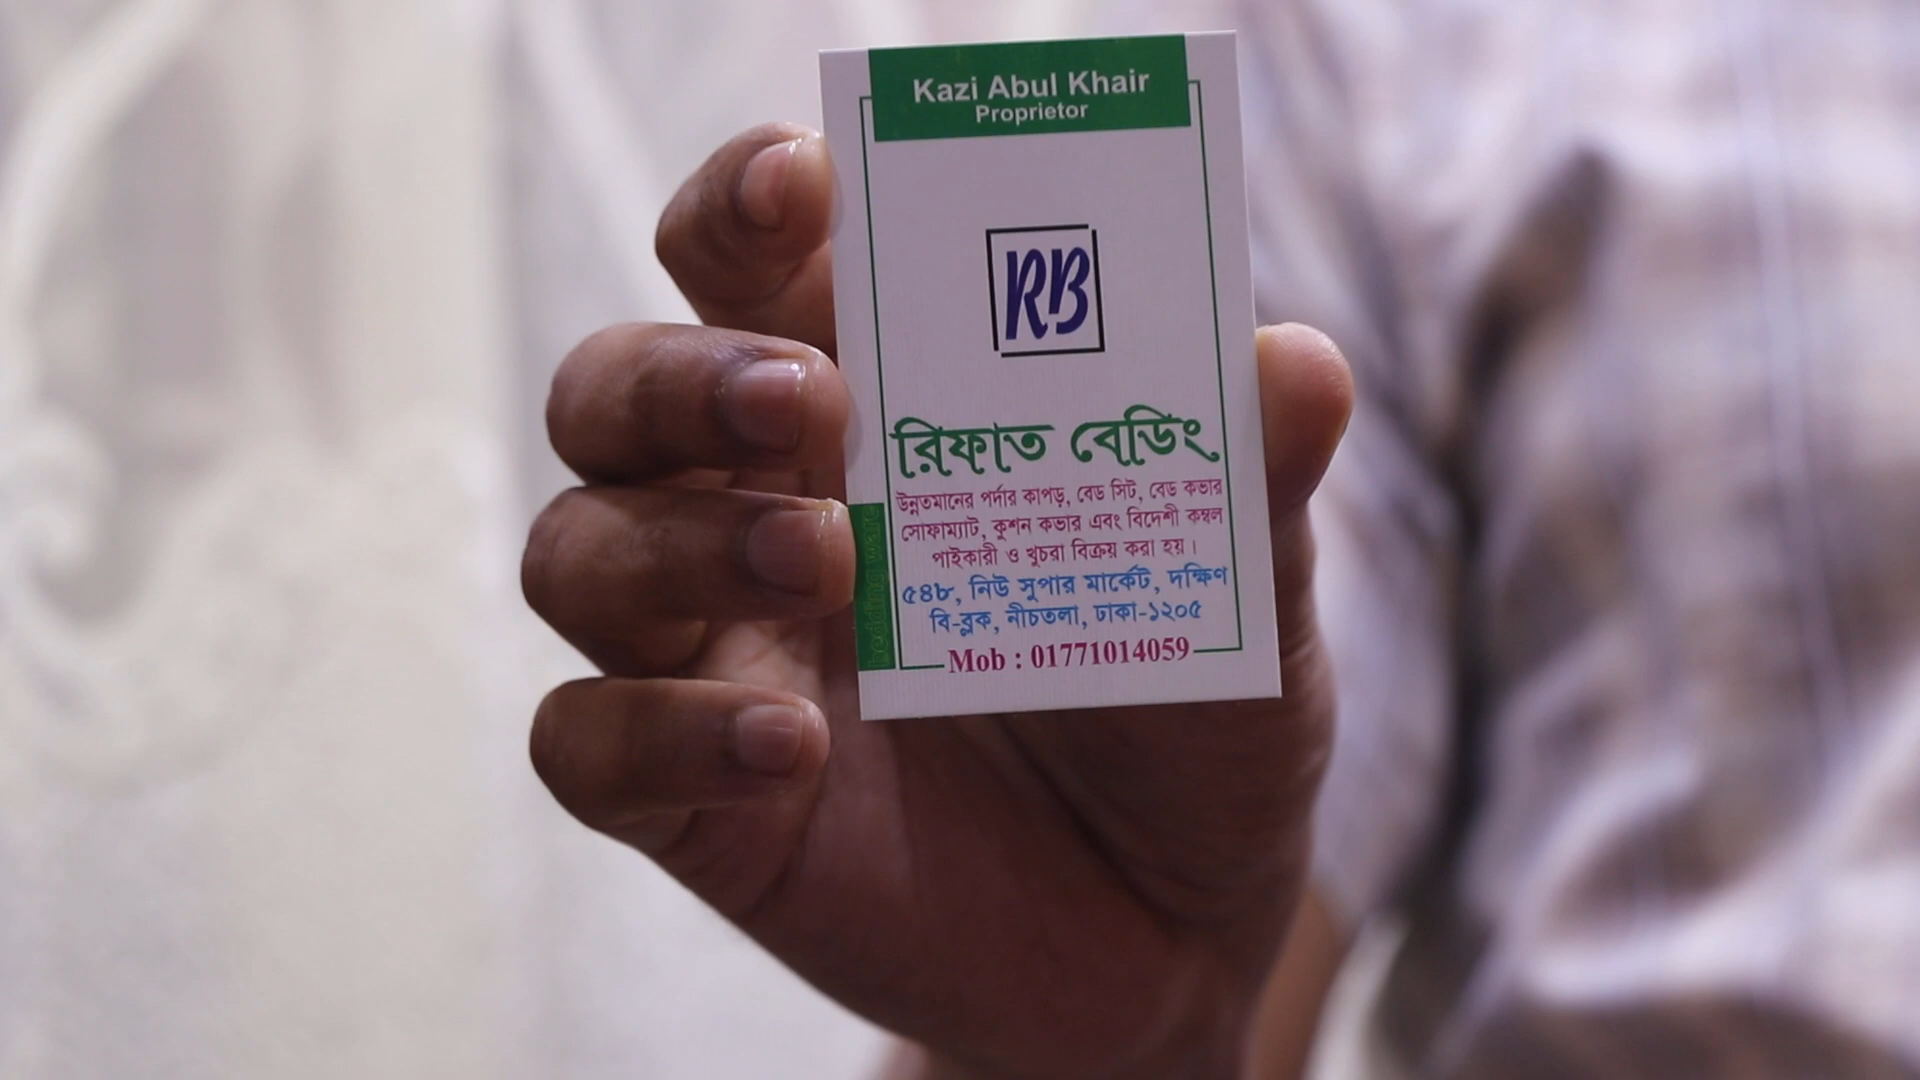 Kazi Abul Khair
Proprietor
RB
রিফাত বেডিং
উন্নতমানের পর্দার কাপড়, বেড সিট, বেড কভার
সোফাম্যাট, কুশন কভার এবং বিদেশী কম্বল
পাইকারী ও খুচরা বিক্রয় করা হয়।
৫৪৮, নিউ সুপার মার্কেট, দক্ষিণ
বি-ব্লক, নীচতলা, ঢাকা-১২০৫
Mob : 01771014059